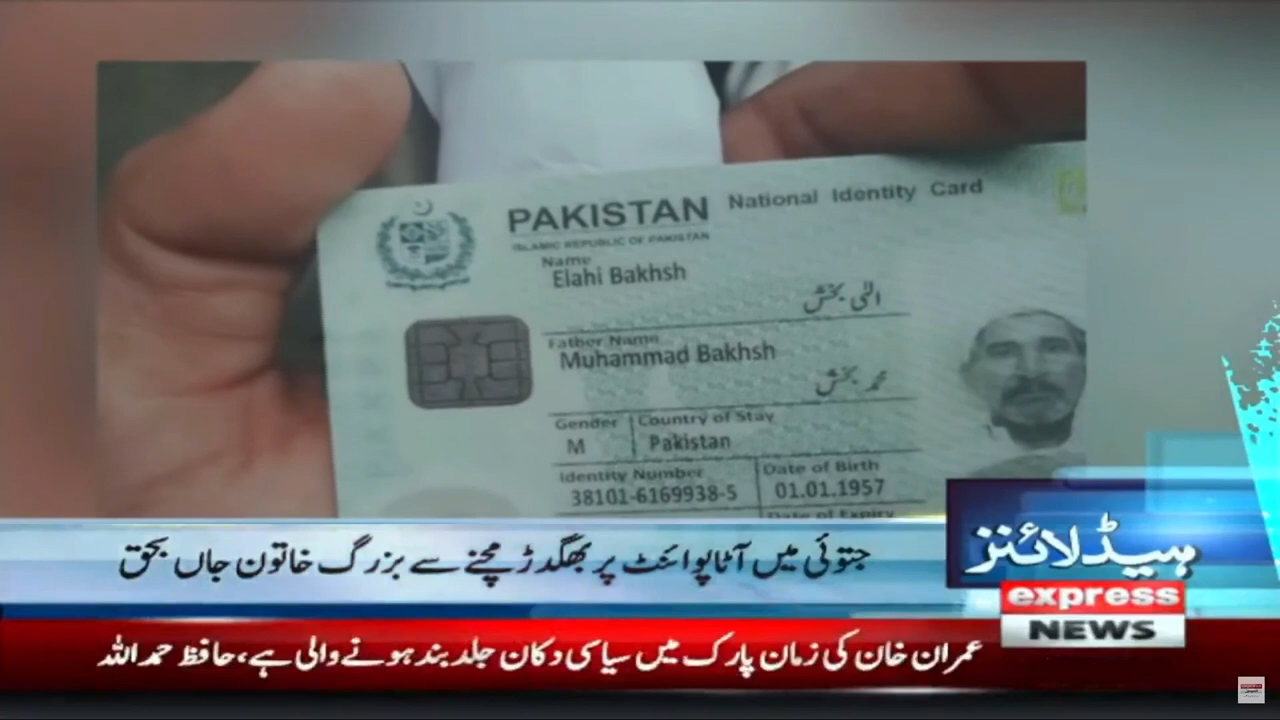 PAKISTAN National Identity Card
ISLAMIC REPUBLIC OF PAKISTAN
Name
Elahi Bakhsh
الٰہی بخش
Father Name
Muhammad Bakhsh
محمد بخش
Gender Country of Stay
M Pakistan
Identity Number Date of Birth
38101-6169938-5 01.01.1957
Date of Expiry
جتوئی میں آٹا پوائنٹ پر بھگدڑ مچنے سے بزرگ خاتون جاں بحق
ہیڈلائنز
express
NEWS
عمران خان کی زمان پارک میں سیاسی دکان جلد بند ہونے والی ہے، حافظ حمد اللہ